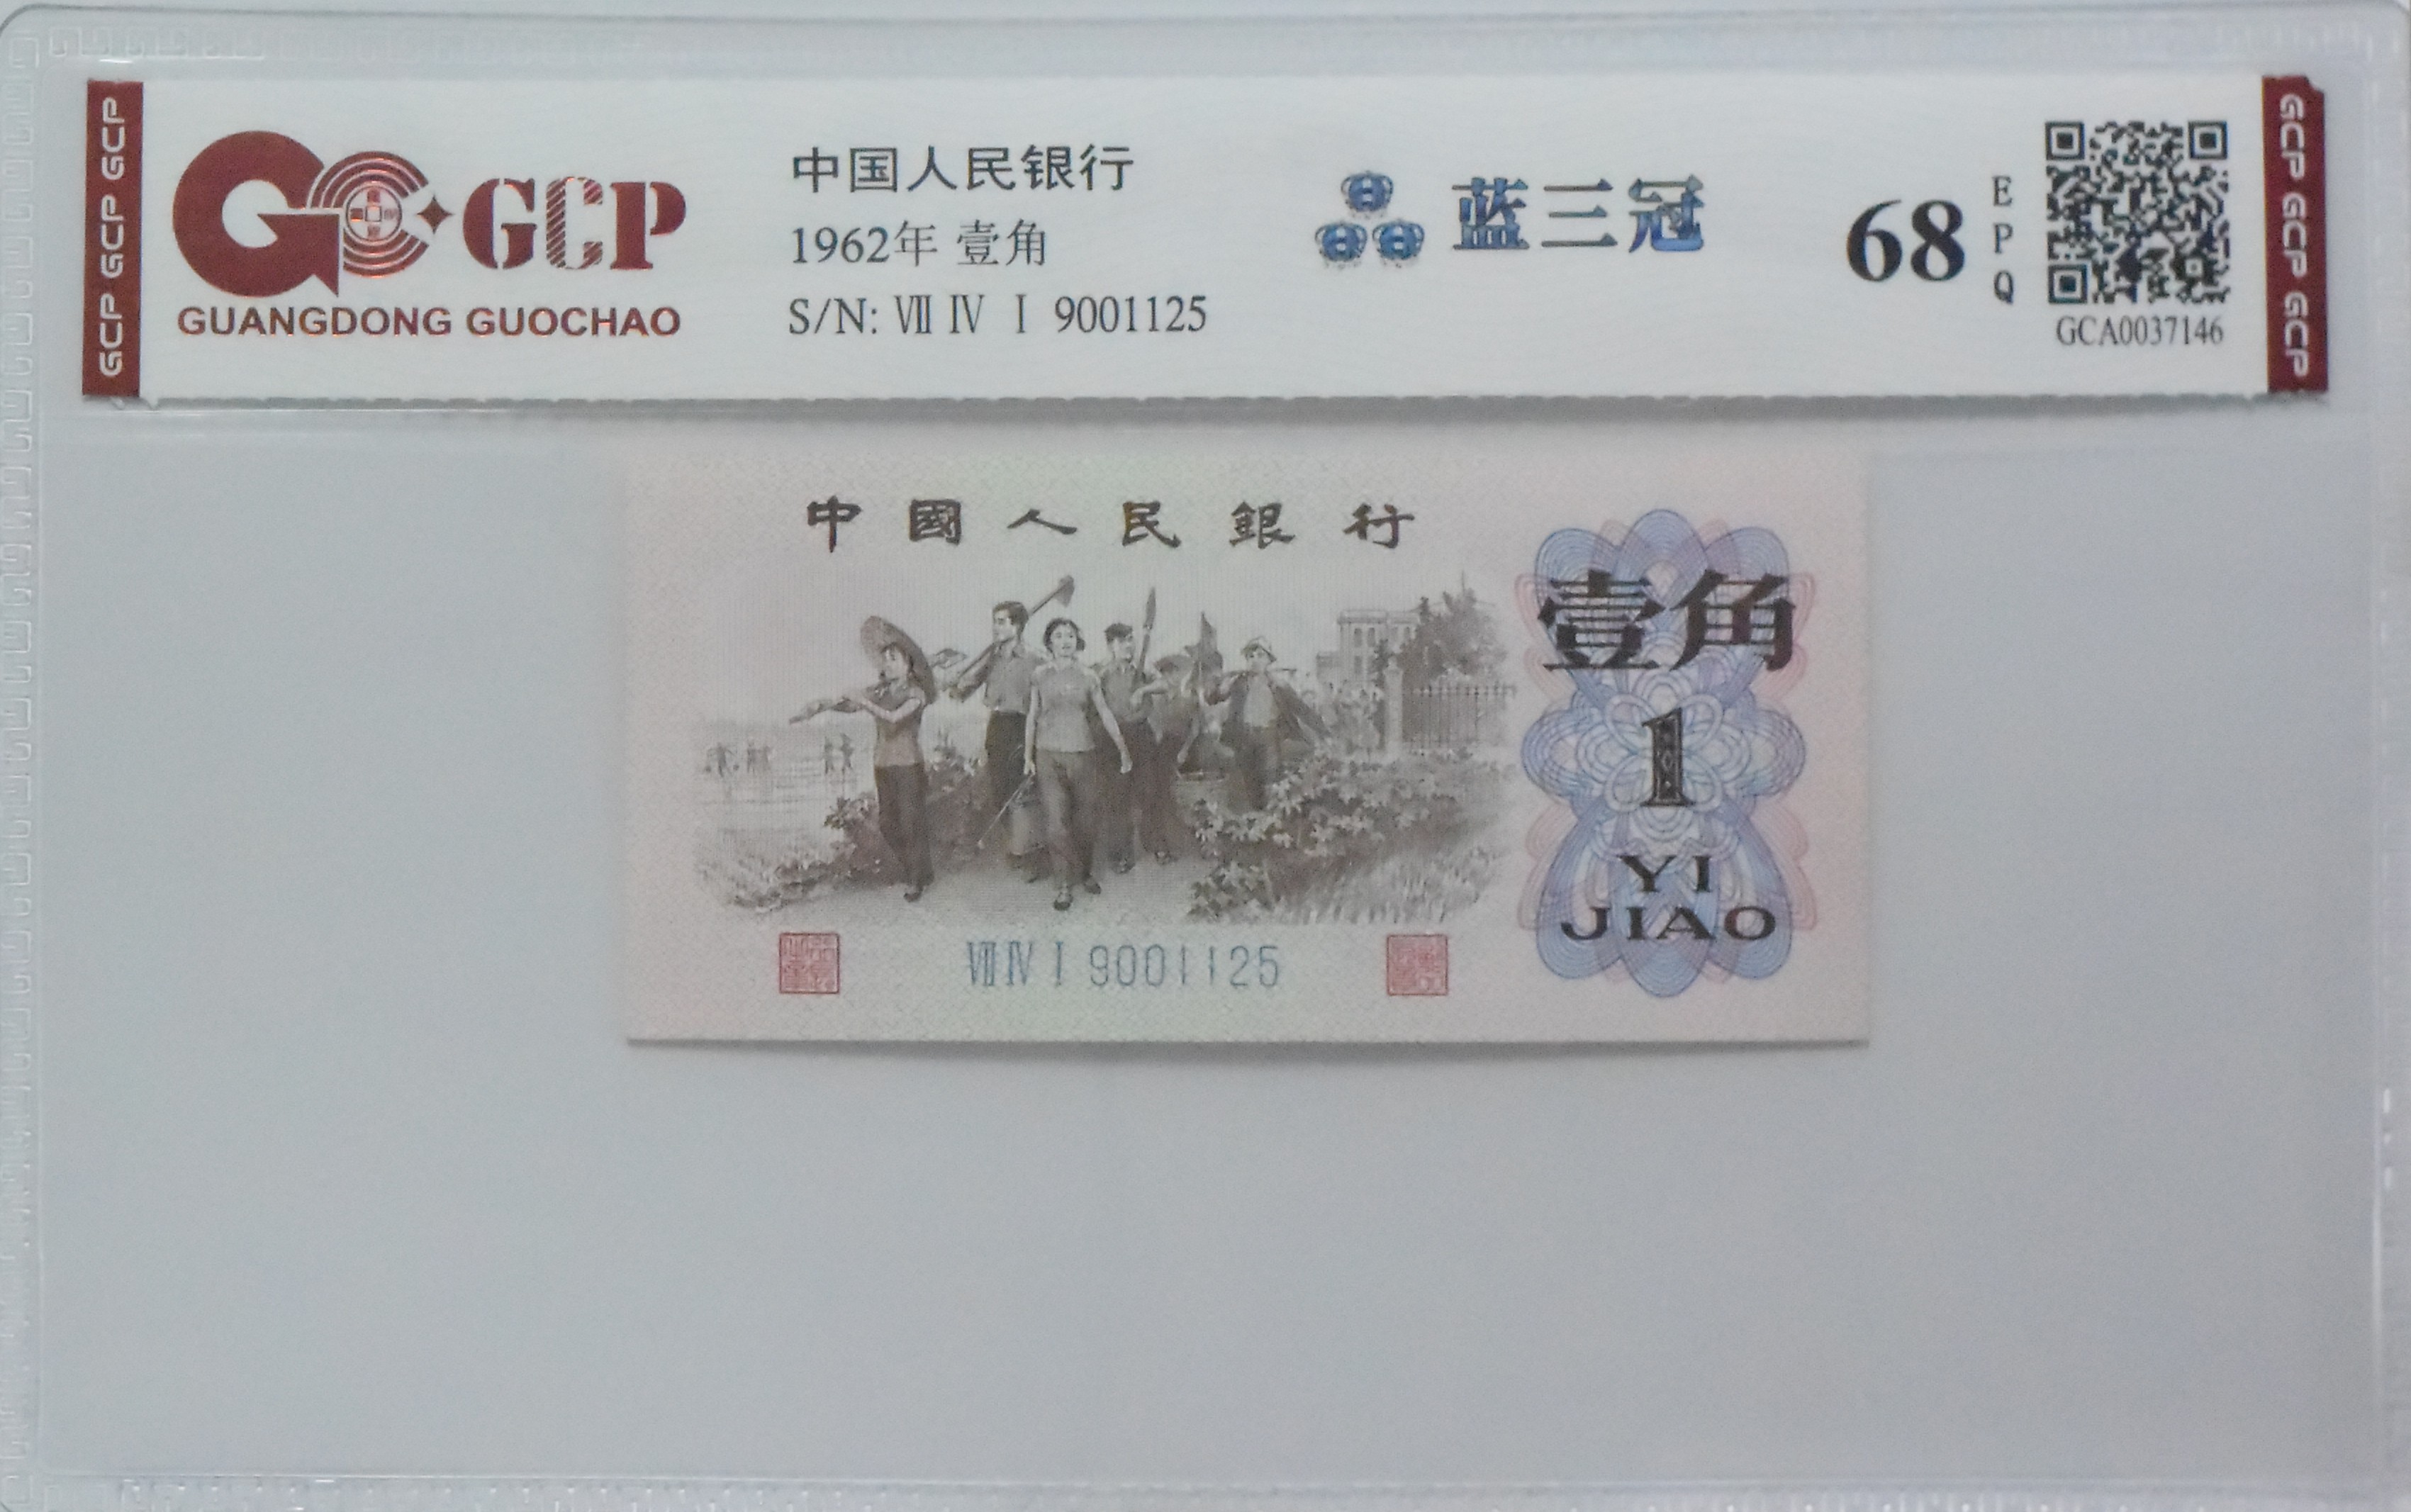 GCP GCP GCP
GCP
GUANGDONG GUOCHAO
中国人民银行
1962年 壹角
S/N: Ⅶ Ⅳ Ⅰ 9001125
蓝三冠
68
EPQ
GCA0037146
GCP GCP GCP
中國人民銀行
壹角
1
YI
JIAO
Ⅶ Ⅳ Ⅰ 9001125